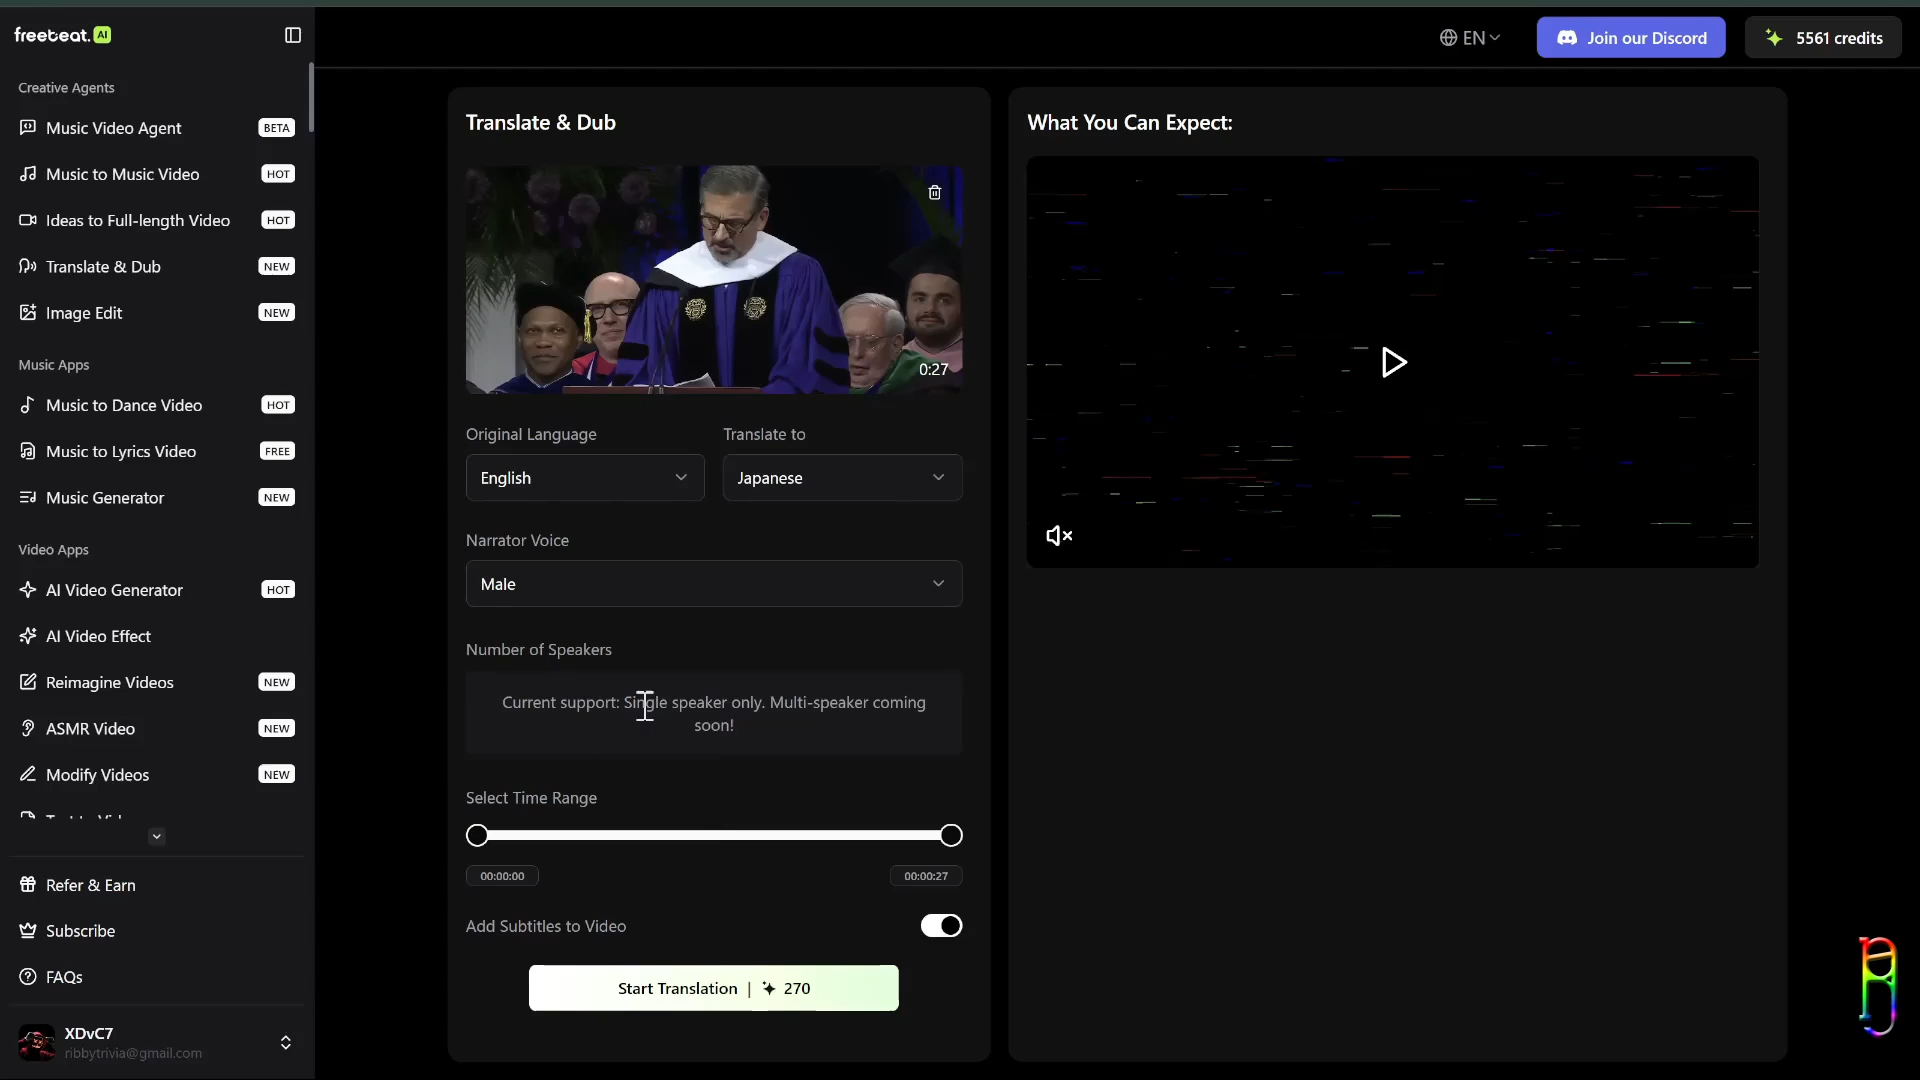 freebeat. AI
EN
Join our Discord
5561 credits
Creative Agents
Music Video Agent BETA
Music to Music Video HOT
Ideas to Full-length Video HOT
Translate & Dub NEW
Image Edit NEW
Music Apps
Music to Dance Video HOT
Music to Lyrics Video FREE
Music Generator NEW
Video Apps
AI Video Generator HOT
AI Video Effect
Reimagine Videos NEW
ASMR Video NEW
Modify Videos NEW
Refer & Earn
Subscribe
FAQs
XDvC7
ribbytrivia@gmail.com
Translate & Dub
0:27
Original Language Translate to
English Japanese
Narrator Voice
Male
Number of Speakers
Current support: Single speaker only. Multi-speaker coming
soon!
Select Time Range
00:00:00 00:00:27
Add Subtitles to Video
Start Translation | 270
What You Can Expect: